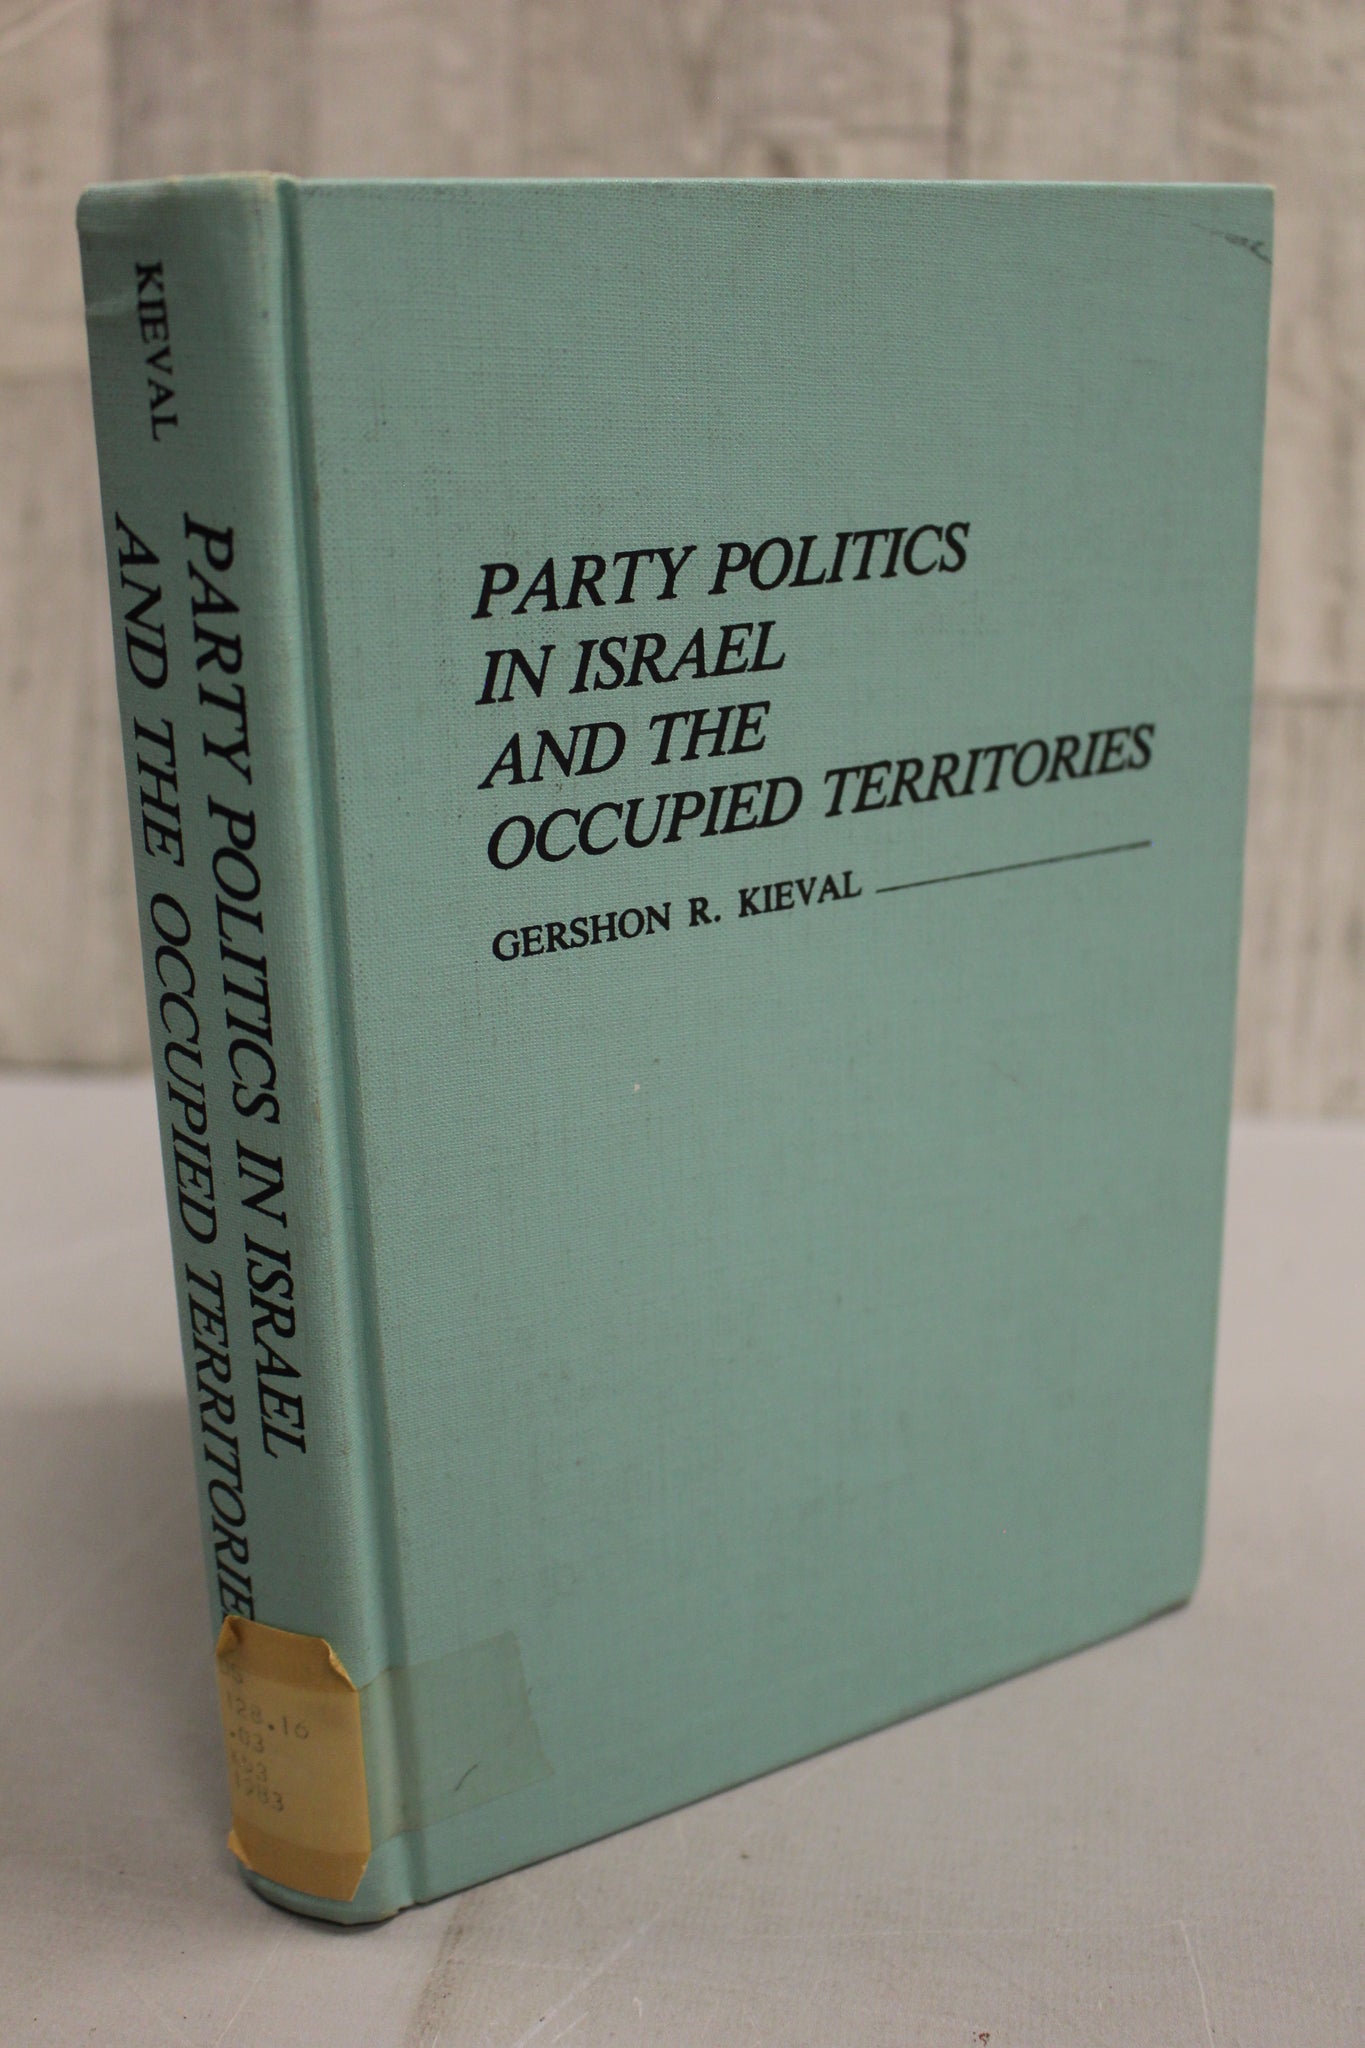 KIEVAL
PARTY POLITICS IN ISRAEL
AND THE OCCUPIED TERRITORIE
128.16
.03
1983
PARTY POLITICS
IN ISRAEL
AND THE
OCCUPIED TERRITORIES
GERSHON R. KIEVAL